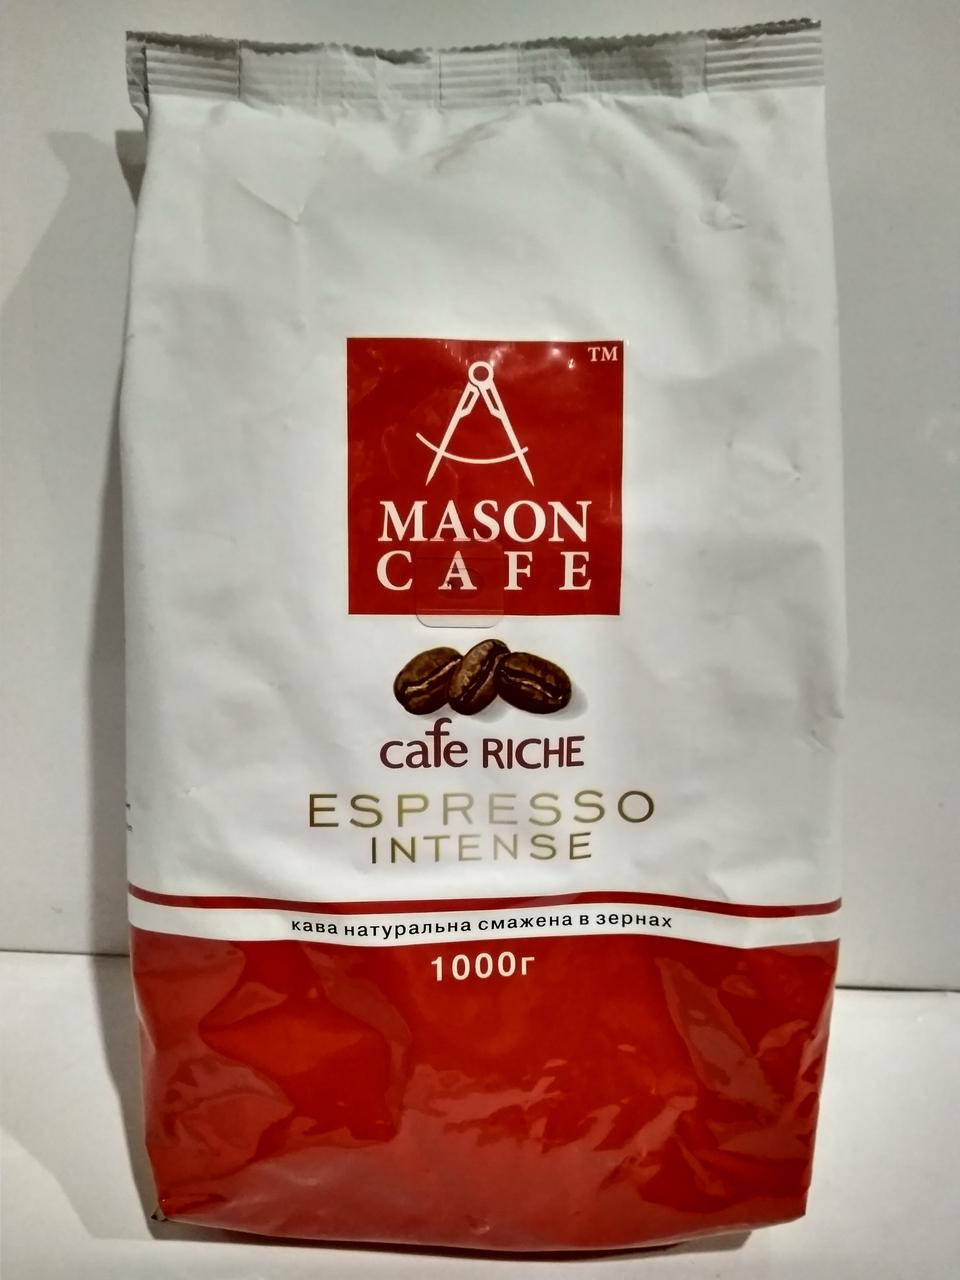 TM
MASON
CAFE
cafe RICHE
ESPRESSO
INTENSE
кава натуральна смажена в зернах
1000г